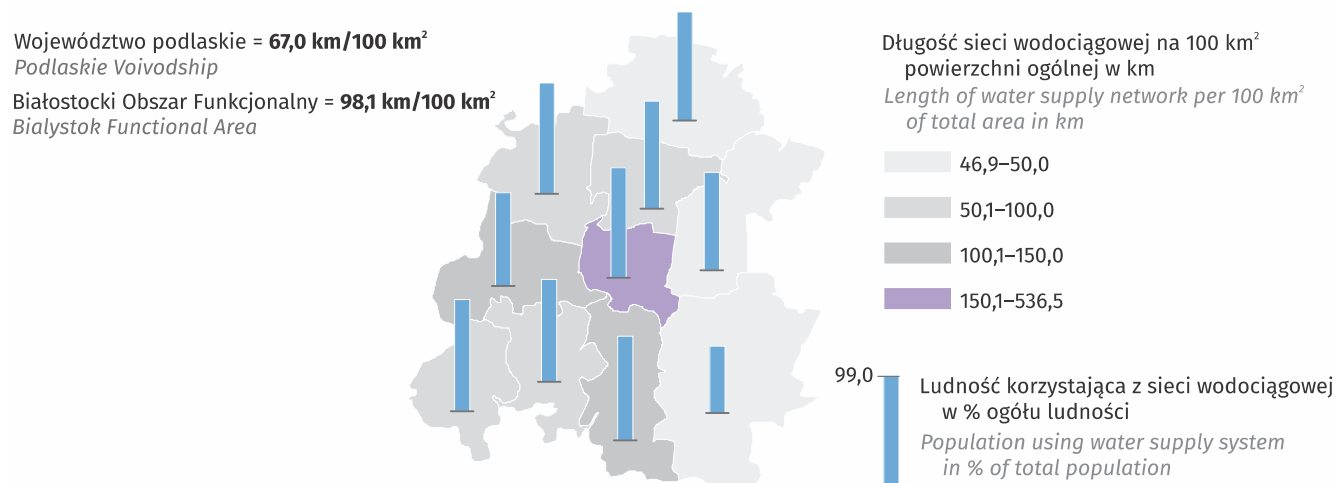 Województwo podlaskie = 67,0 km/100 km²
Podlaskie Voivodship
Białostocki Obszar Funkcjonalny = 98,1 km/100 km²
Bialystok Functional Area
Długość sieci wodociągowej na 100 km²
powierzchni ogólnej w km
Length of water supply network per 100 km²
of total area in km
46,9–50,0
50,1–100,0
100,1–150,0
150,1–536,5
99,0
Ludność korzystająca z sieci wodociągowej
w % ogółu ludności
Population using water supply system
in % of total population